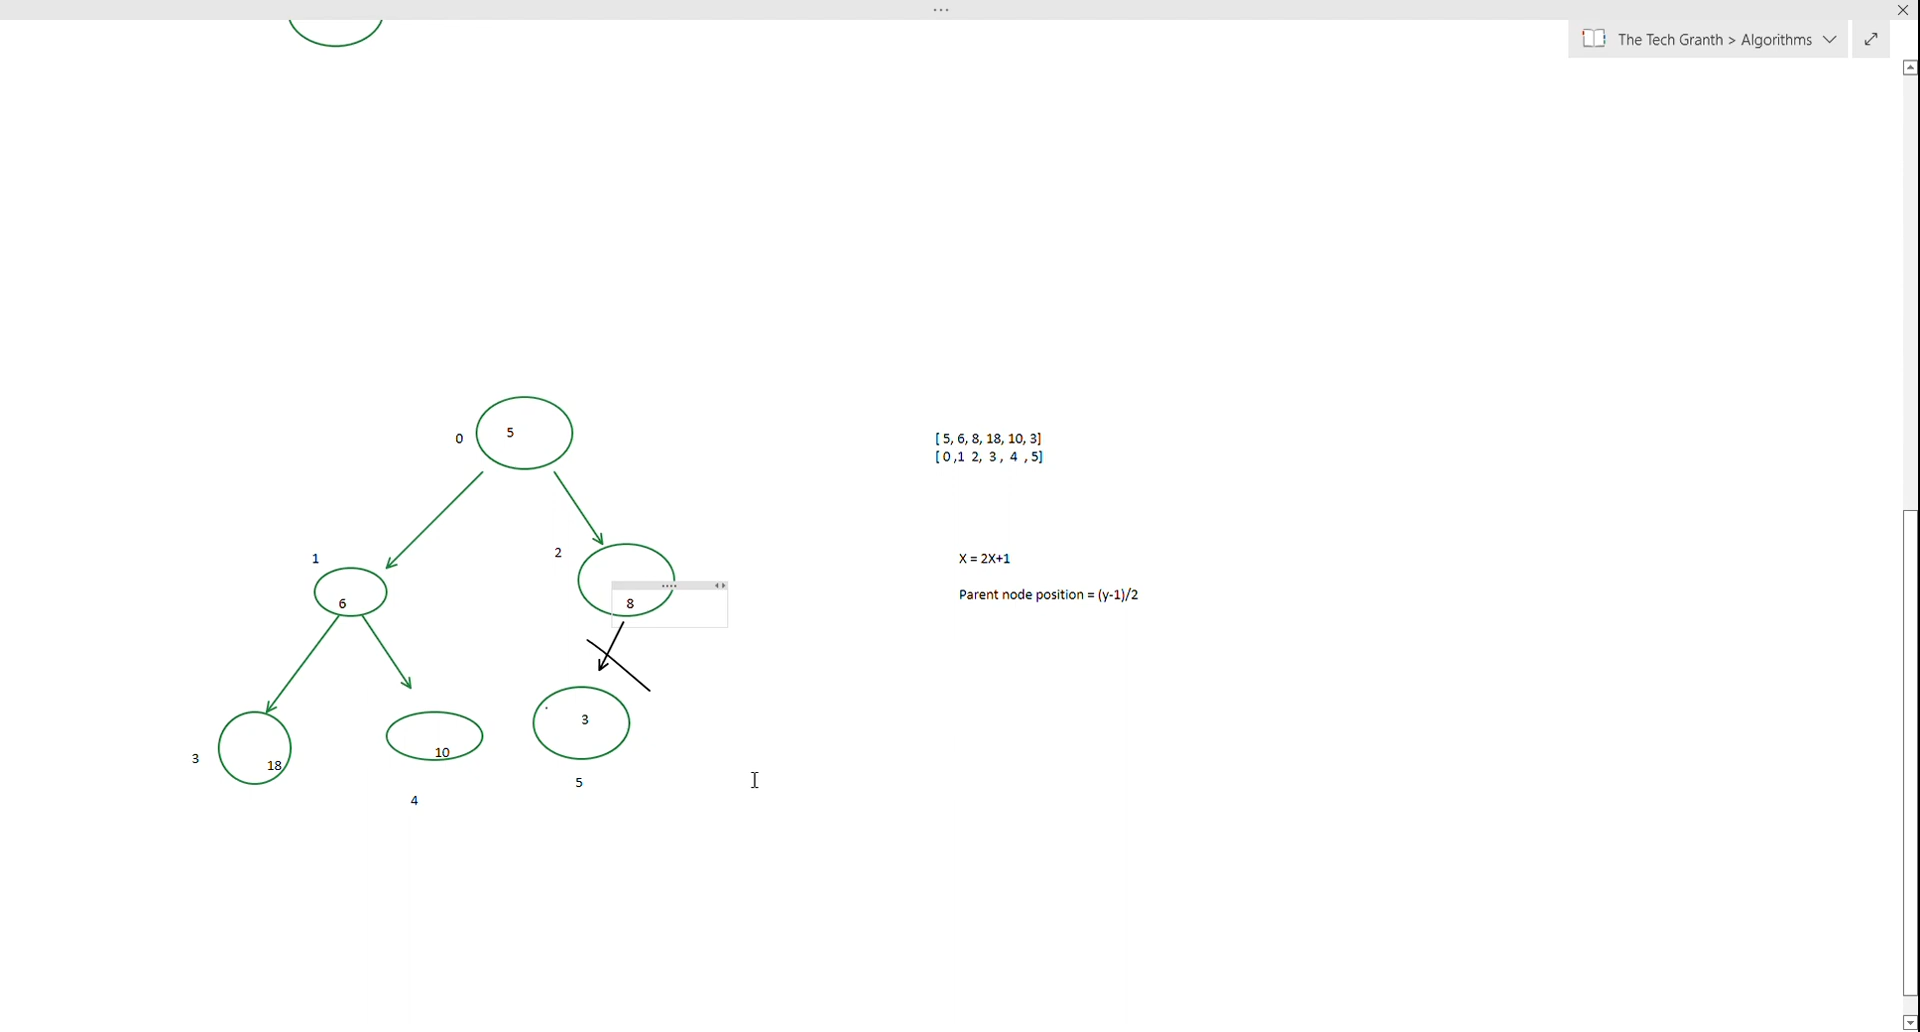 The Tech Granth > Algorithms
5
0
[ 5, 6, 8, 18, 10, 3]
[ 0 ,1  2,  3 ,  4  , 5]
1
2
X = 2X+1
6
8
Parent node position = (y-1)/2
3
10
3
18
5
4